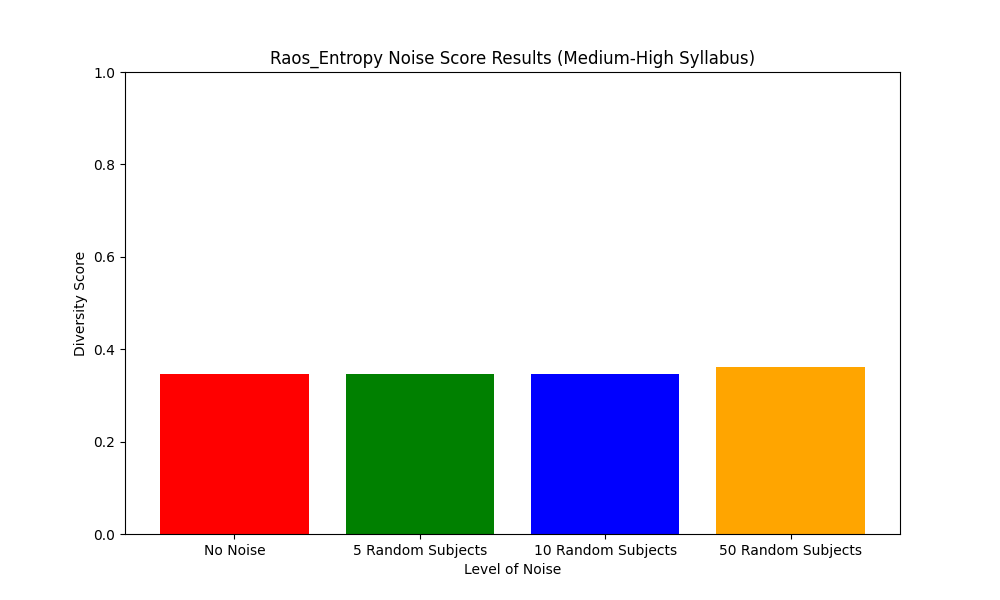 Raos_Entropy Noise Score Results (Medium-High Syllabus)
1.0
0.8
0.6
0.4
0.2
0.0
Diversity Score
No Noise
5 Random Subjects
10 Random Subjects
50 Random Subjects
Level of Noise